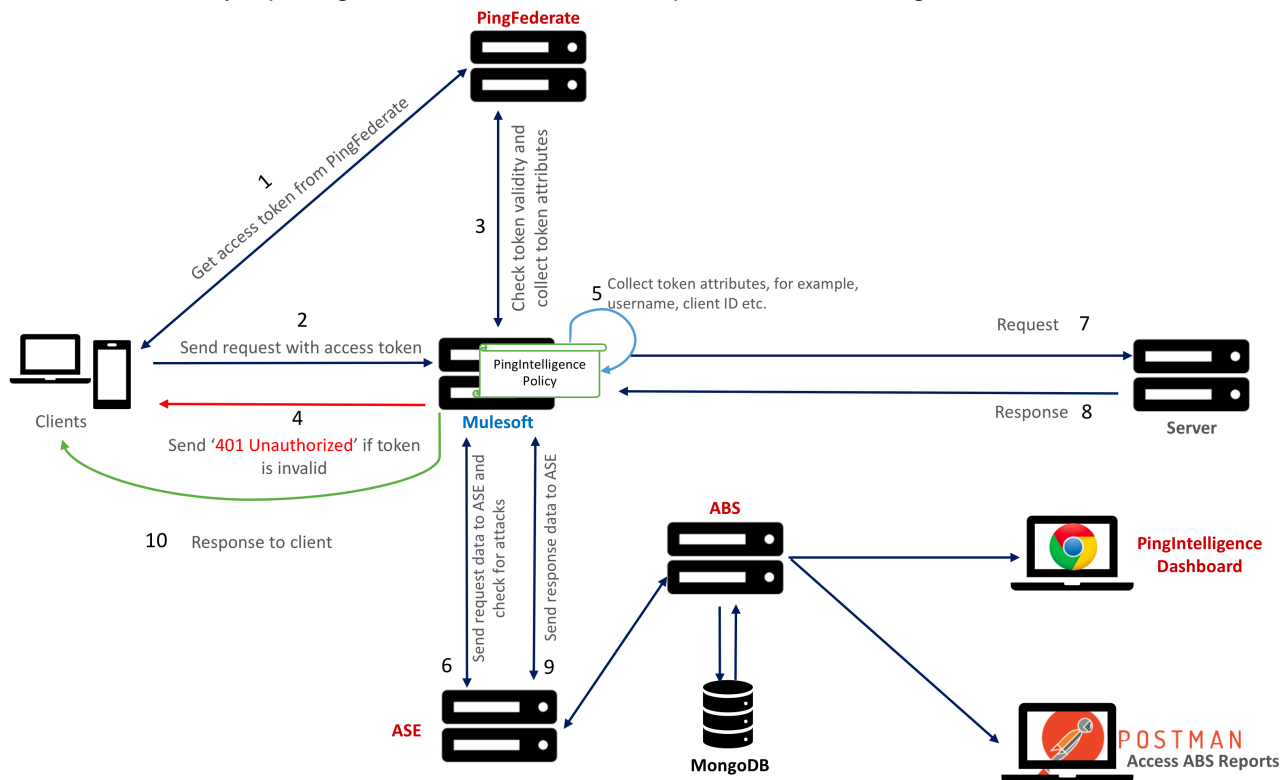 PingFederate
1
Get access token from PingFederate
3
Check token validity and
collect token attributes
5
Collect token attributes, for example,
username, client ID etc.
2
Send request with access token
Request 7
PingIntelligence
Policy
Clients
4
Mulesoft
Response 8
Server
Send ‘401 Unauthorized’ if token
is invalid
10 Response to client
Send request data to ASE and
check for attacks
Send response data to ASE
6
9
ASE
ABS
MongoDB
PingIntelligence
Dashboard
POSTMAN
Access ABS Reports